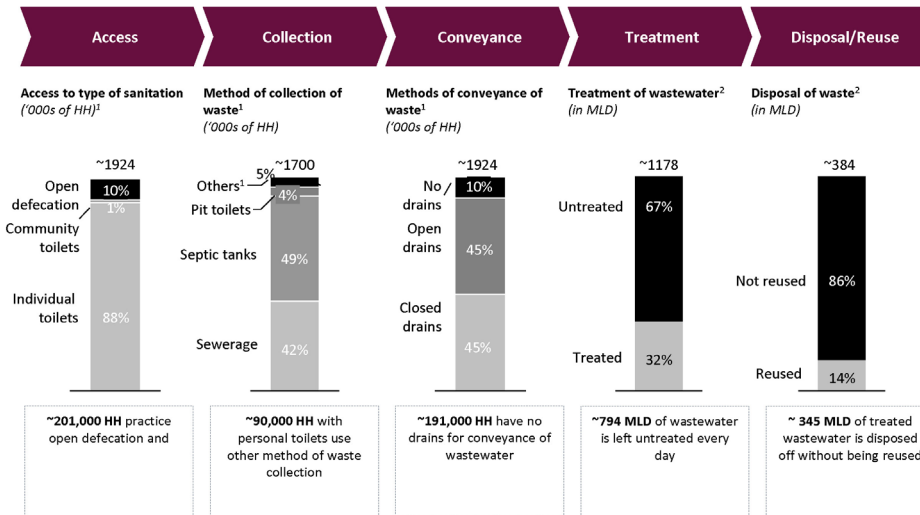 Access
Collection
Conveyance
Treatment
Disposal/Reuse
Access to type of sanitation
('000s of HH)¹
Method of collection of
waste¹
('000s of HH)
Methods of conveyance of
waste¹
('000s of HH)
Treatment of wastewater²
(in MLD)
Disposal of waste²
(in MLD)
~1924
Open
defecation
10%
1%
Community
toilets
Individual
toilets
88%
~1700
5%
Others¹
4%
Pit toilets
Septic tanks
49%
Sewerage
42%
~1924
No
drains
10%
Open
drains
45%
Closed
drains
45%
~1178
Untreated
67%
Treated
32%
~384
Not reused
86%
Reused
14%
~201,000 HH practice
open defecation and
~90,000 HH with
personal toilets use
other method of waste
collection
~191,000 HH have no
drains for conveyance of
wastewater
~794 MLD of wastewater
is left untreated every
day
~ 345 MLD of treated
wastewater is disposed
off without being reused